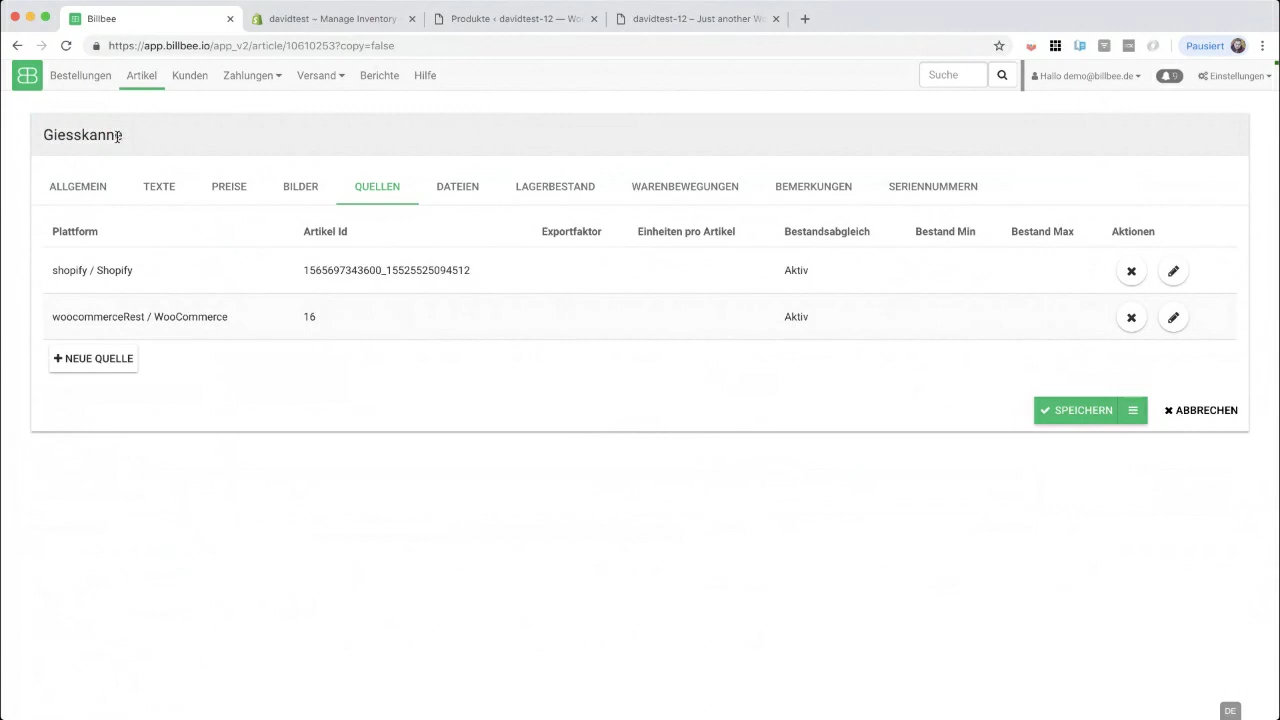 Billbee
davidtest ~ Manage Inventory ·
Produkte ‹ davidtest-12 — Wo
davidtest-12 – Just another W
https://app.billbee.io/app_v2/article/10610253?copy=false
Pausiert
Bestellungen Artikel Kunden Zahlungen Versand Berichte Hilfe
Suche
Hallo demo@billbee.de
9
Einstellungen
Giesskanne
ALLGEMEIN TEXTE PREISE BILDER QUELLEN DATEIEN LAGERBESTAND WARENBEWEGUNGEN BEMERKUNGEN SERIENNUMMERN
Plattform Artikel Id Exportfaktor Einheiten pro Artikel Bestandsabgleich Bestand Min Bestand Max Aktionen
shopify / Shopify 1565697343600_15525525094512 Aktiv
woocommerceRest / WooCommerce 16 Aktiv
NEUE QUELLE
SPEICHERN ABBRECHEN
DE